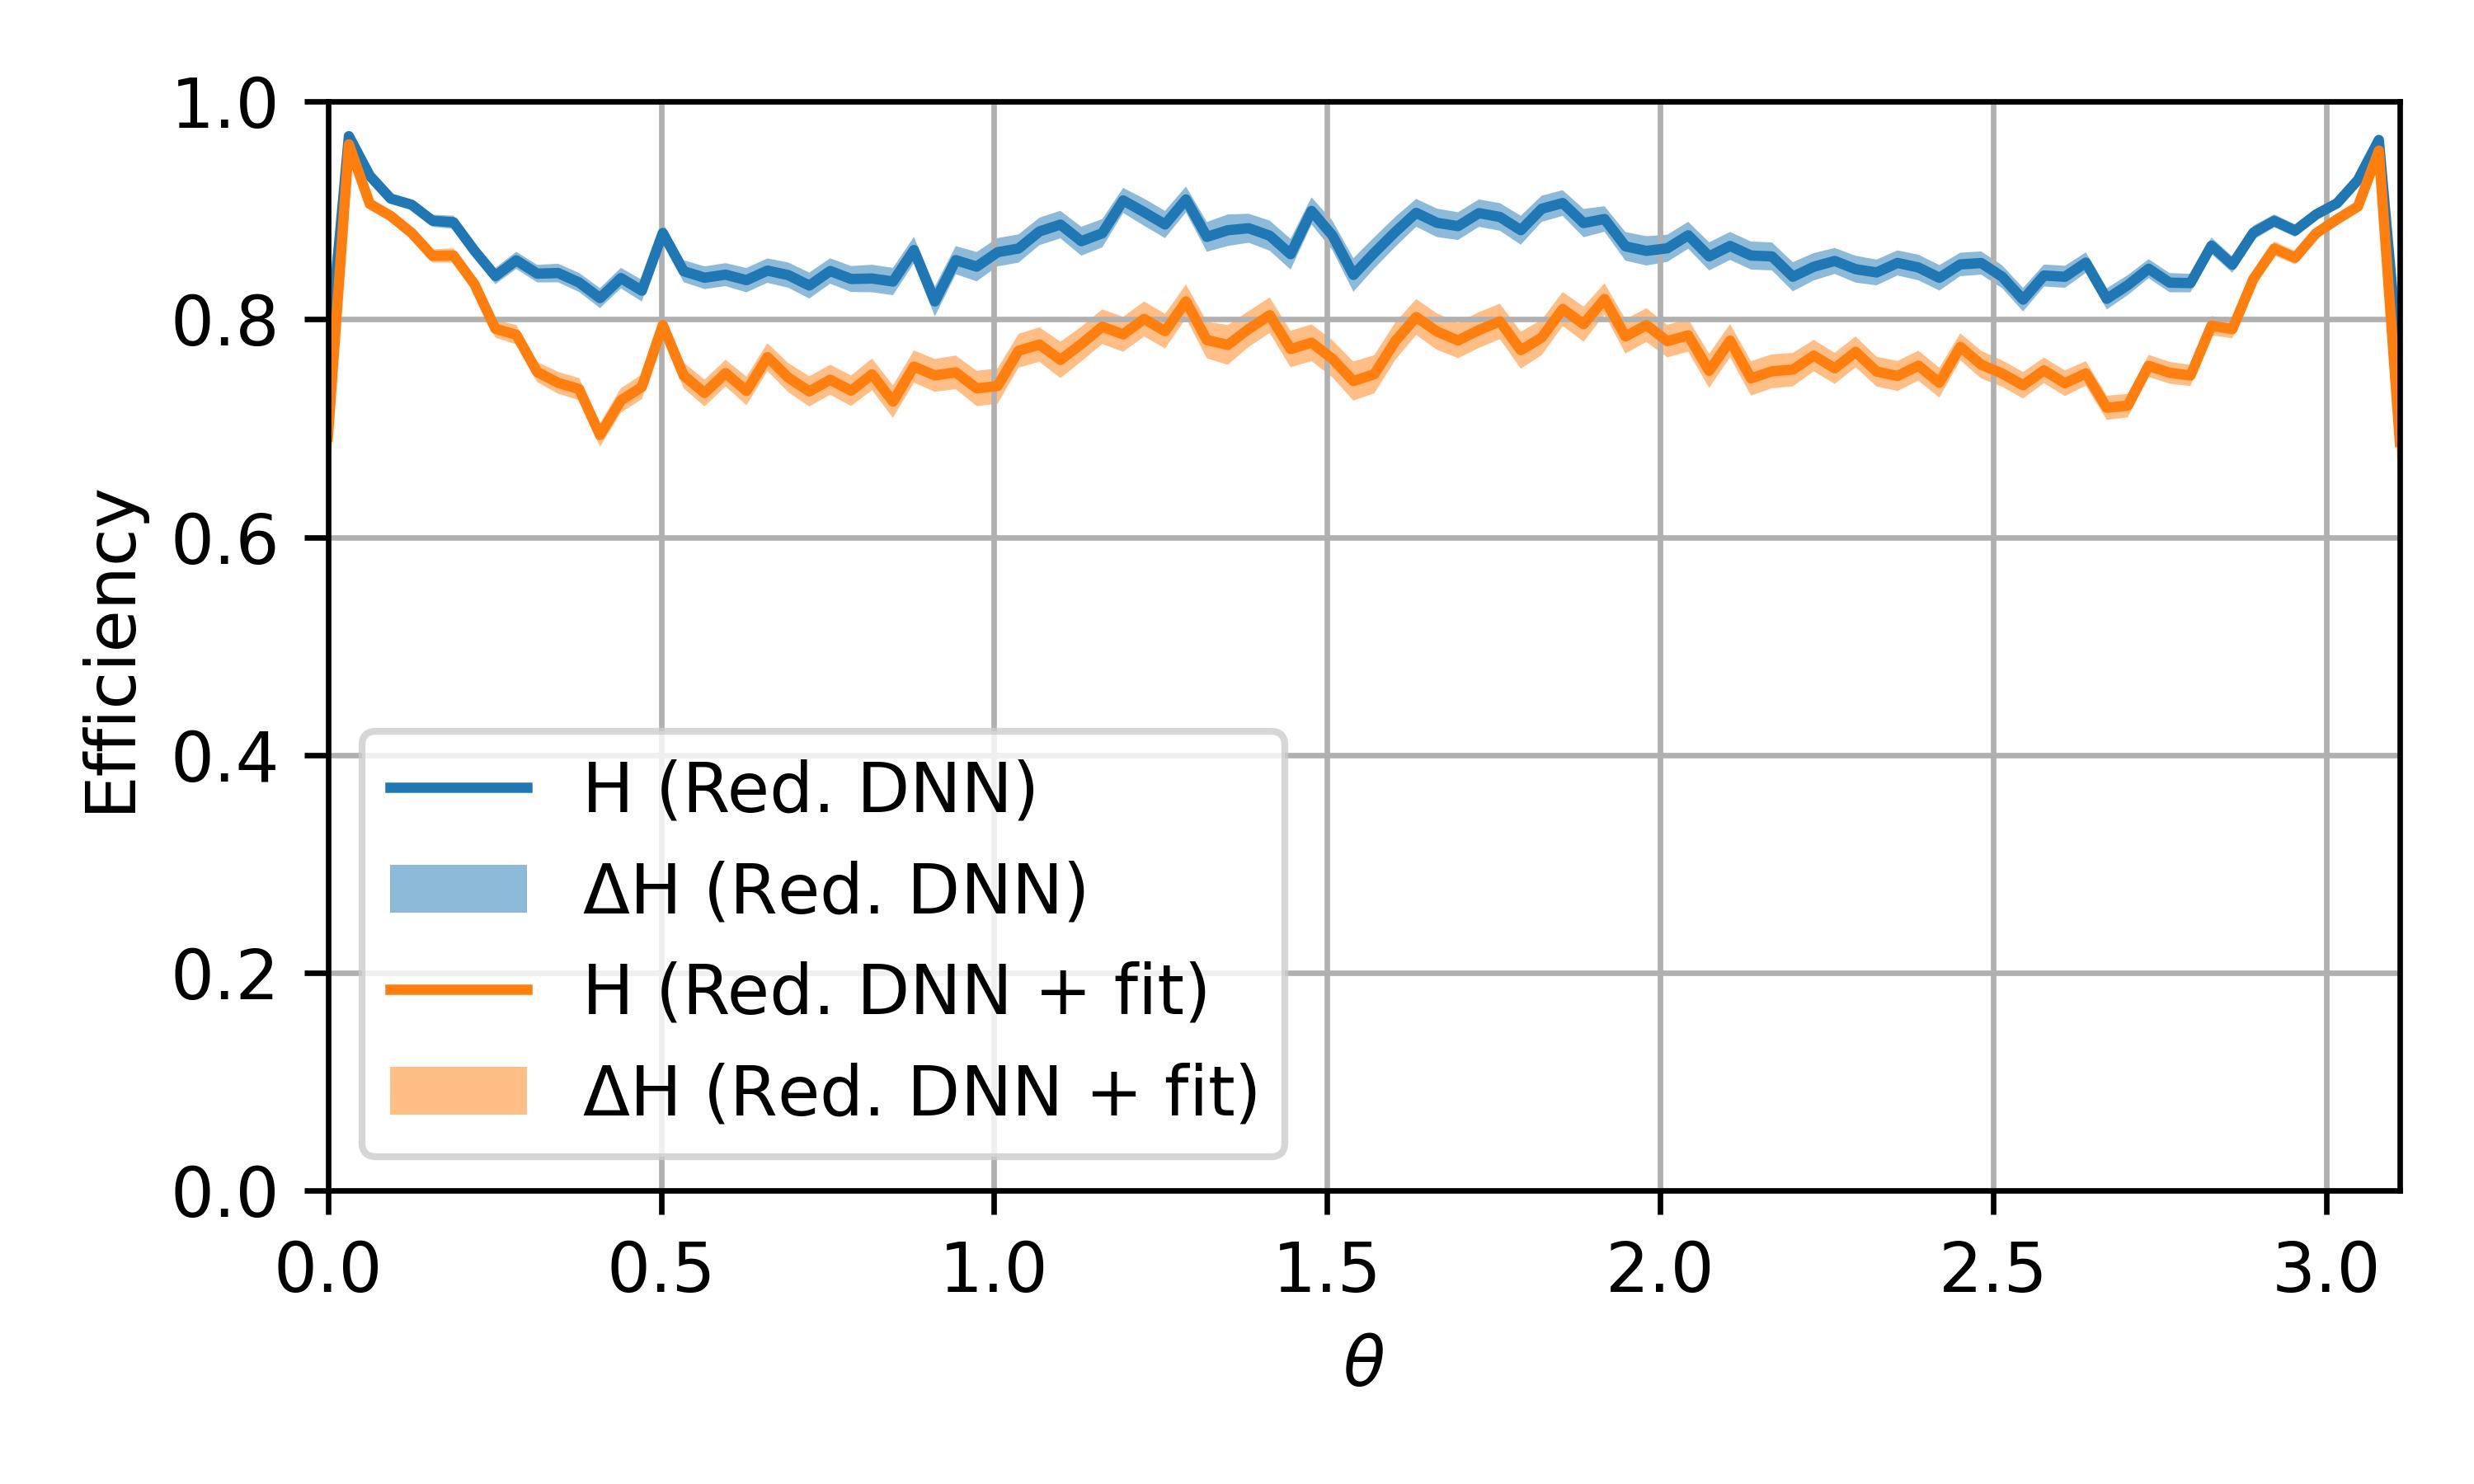 1.0
0.8
0.6
0.4
0.2
0.0
Efficiency
H (Red. DNN)
ΔH (Red. DNN)
H (Red. DNN + fit)
ΔH (Red. DNN + fit)
0.0 0.5 1.0 1.5 2.0 2.5 3.0
θ